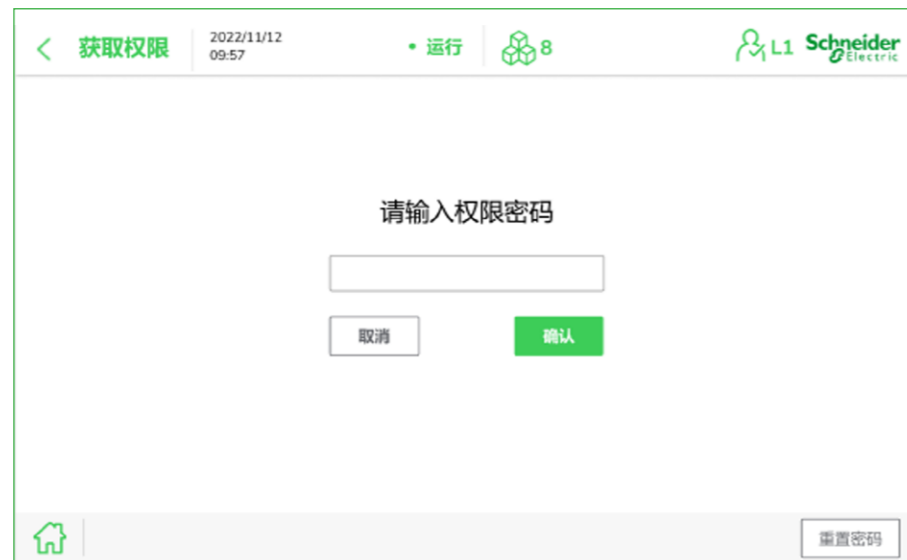 获取权限
2022/11/12
09:57
• 运行
8
L1
Schneider
Electric
请输入权限密码
取消
确认
重置密码